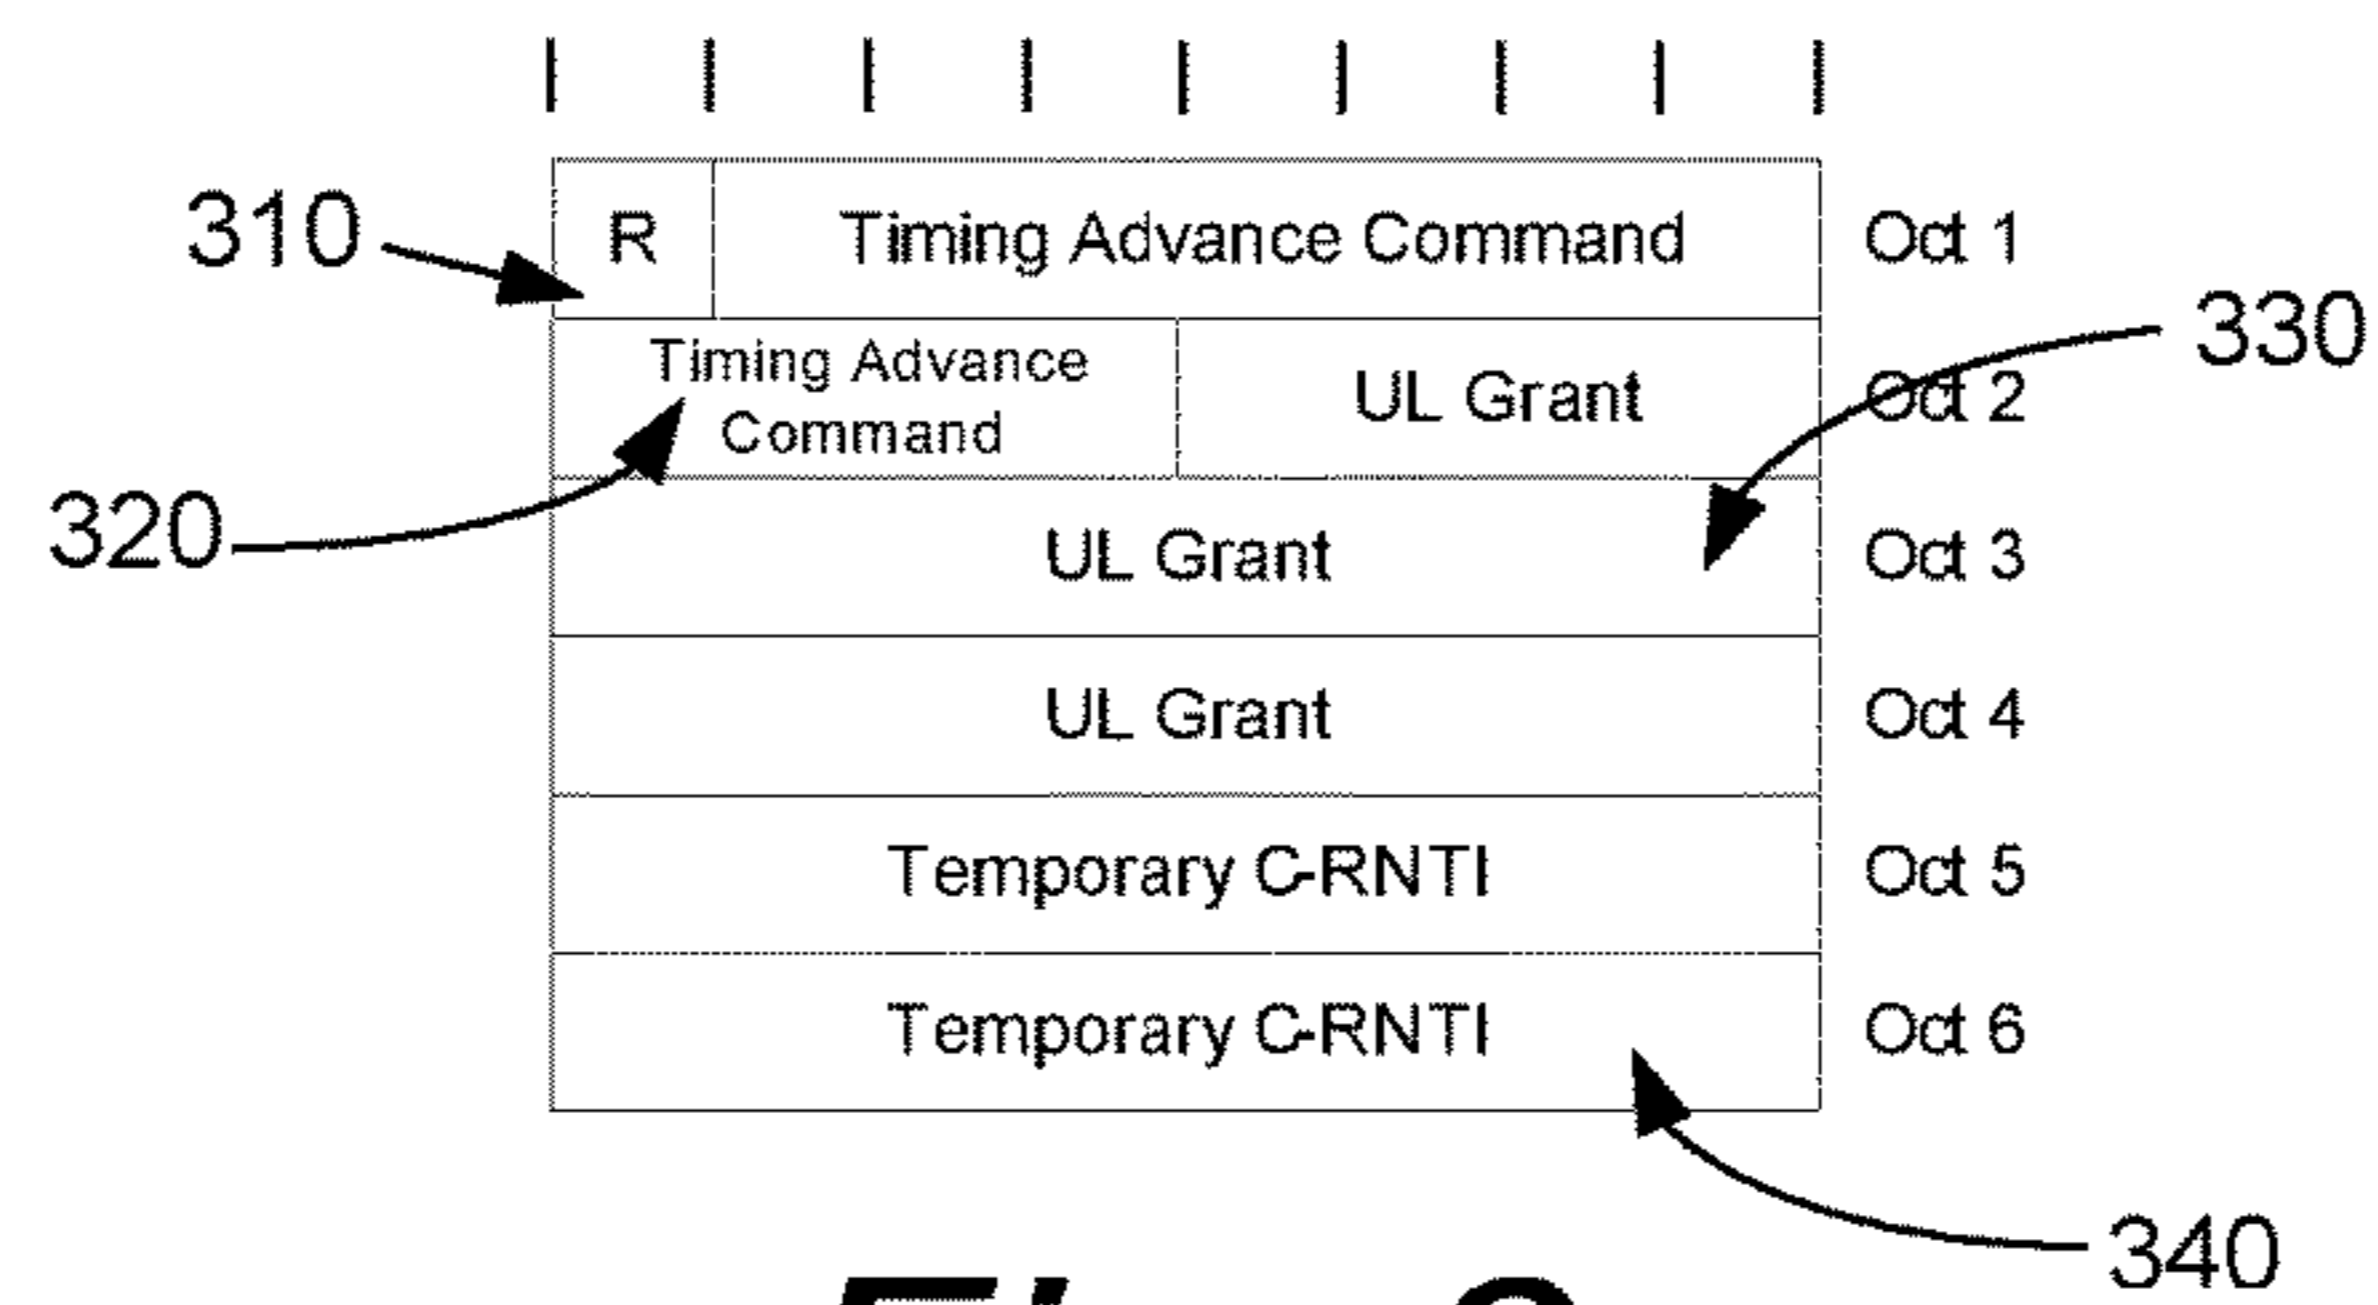 310
R Timing Advance Command Oct 1
330
Timing Advance
Command
UL Grant Oct 2
320
UL Grant Oct 3
UL Grant Oct 4
Temporary C-RNTI Oct 5
Temporary C-RNTI Oct 6
340